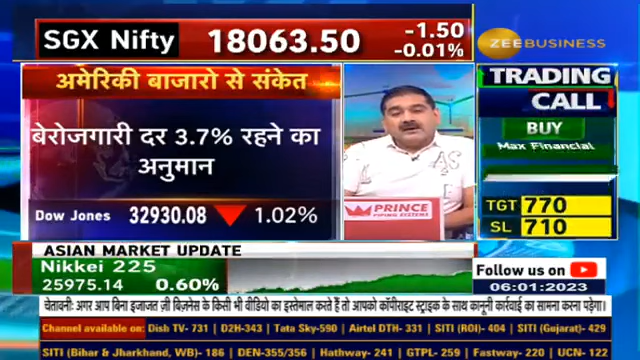 SGX Nifty 18063.50 -1.50 -0.01%
ZEE BUSINESS
अमेरिकी बाजारो से संकेत
बेरोजगारी दर 3.7% रहने का
अनुमान
Dow Jones 32930.08 1.02%
PRINCE
PIPING SYSTEMS
TRADING
CALL
BUY
Max Financial
TGT 770
SL 710
ASIAN MARKET UPDATE
Nikkei 225
25975.14 0.60%
Follow us on
06:01:2023
चेतावनी: अगर आप बिना इजाजत ज़ी बिज़नेस के किसी भी वीडियो का इस्तेमाल करते हैं तो आपको कॉपीराइट स्ट्राइक के साथ कानूनी कार्रवाई का सामना करना पड़ेगा.
Channel available on: Dish TV- 731 | D2H-343 | Tata Sky-590 | Airtel DTH- 331 | SITI (ROI) - 404 | SITI (Gujarat) - 429
SITI (Bihar & Jharkhand, WB)- 186 | DEN-355/356 | Hathway- 241 | GTPL- 259 | Fastway- 220 | UCN- 122